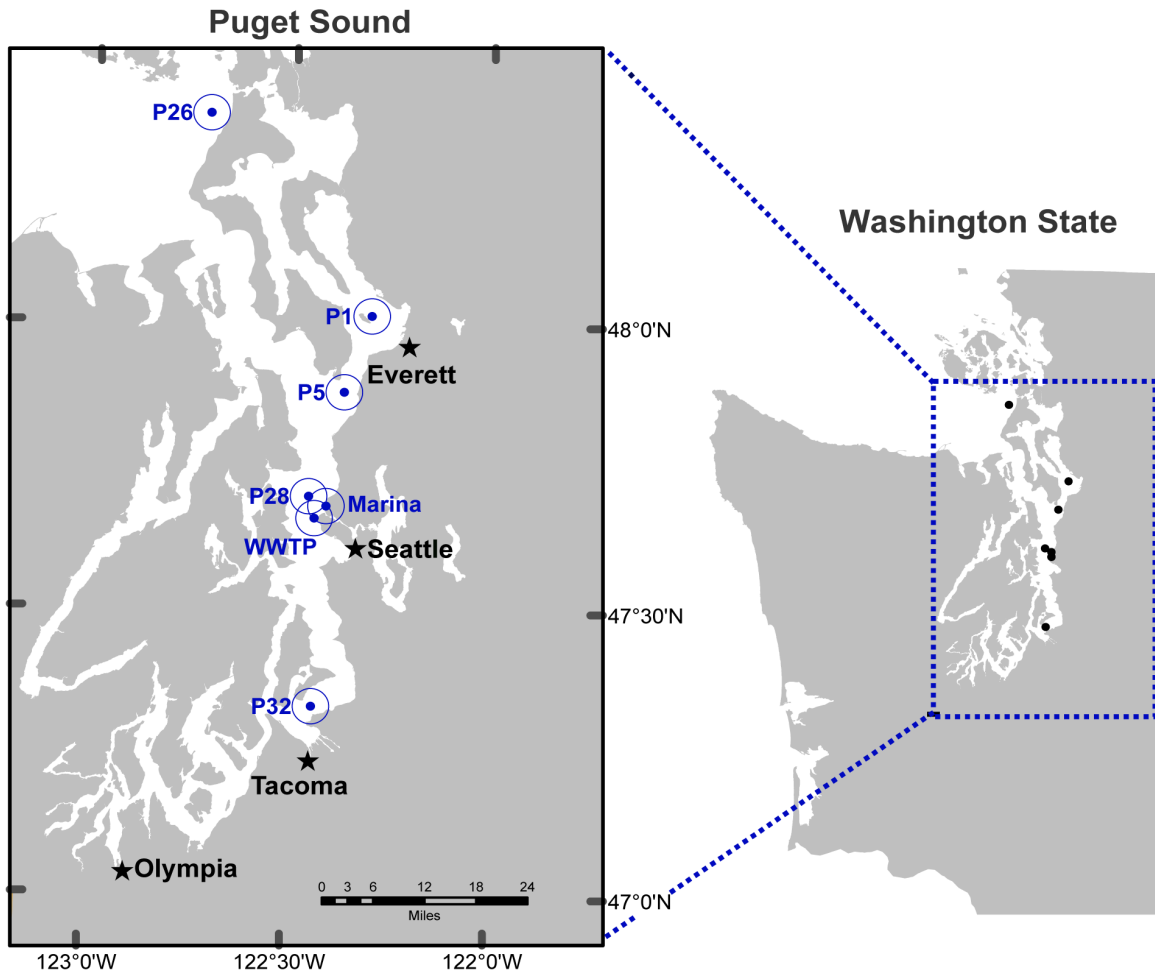 Puget Sound
P26
P1
Everett
P5
P28
Marina
WWTP
Seattle
P32
Tacoma
Olympia
0 3 6 12 18 24
Miles
48°0'N
47°30'N
47°0'N
123°0'W
122°30'W
122°0'W
Washington State